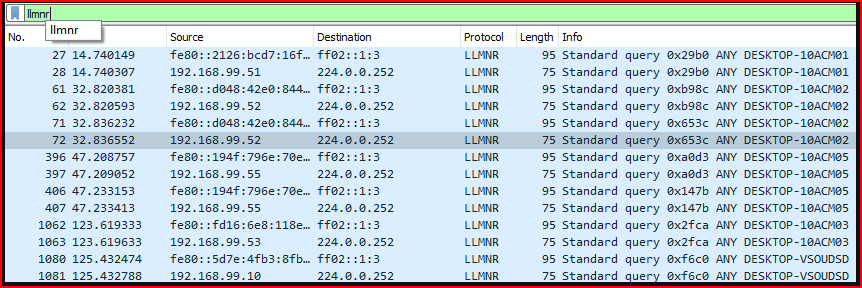 llmnr
llmnr
No. Source Destination Protocol Length Info
27 14.740149 fe80::2126:bcd7:16f… ff02::1:3 LLMNR 95 Standard query 0x29b0 ANY DESKTOP-10ACM01
28 14.740307 192.168.99.51 224.0.0.252 LLMNR 75 Standard query 0x29b0 ANY DESKTOP-10ACM01
61 32.820381 fe80::d048:42e0:844… ff02::1:3 LLMNR 95 Standard query 0xb98c ANY DESKTOP-10ACM02
62 32.820593 192.168.99.52 224.0.0.252 LLMNR 75 Standard query 0xb98c ANY DESKTOP-10ACM02
71 32.836232 fe80::d048:42e0:844… ff02::1:3 LLMNR 95 Standard query 0x653c ANY DESKTOP-10ACM02
72 32.836552 192.168.99.52 224.0.0.252 LLMNR 75 Standard query 0x653c ANY DESKTOP-10ACM02
396 47.208757 fe80::194f:796e:70e… ff02::1:3 LLMNR 95 Standard query 0xa0d3 ANY DESKTOP-10ACM05
397 47.209052 192.168.99.55 224.0.0.252 LLMNR 75 Standard query 0xa0d3 ANY DESKTOP-10ACM05
406 47.233153 fe80::194f:796e:70e… ff02::1:3 LLMNR 95 Standard query 0x147b ANY DESKTOP-10ACM05
407 47.233413 192.168.99.55 224.0.0.252 LLMNR 75 Standard query 0x147b ANY DESKTOP-10ACM05
1062 123.619333 fe80::fd16:6e8:118e… ff02::1:3 LLMNR 95 Standard query 0x2fca ANY DESKTOP-10ACM03
1063 123.619394 192.168.99.53 224.0.0.252 LLMNR 75 Standard query 0x2fca ANY DESKTOP-10ACM03
1080 125.432474 fe80::5d7e:4fb3:8fb… ff02::1:3 LLMNR 95 Standard query 0xf6c0 ANY DESKTOP-VSOUDSD
1081 125.432788 192.168.99.10 224.0.0.252 LLMNR 75 Standard query 0xf6c0 ANY DESKTOP-VSOUDSD